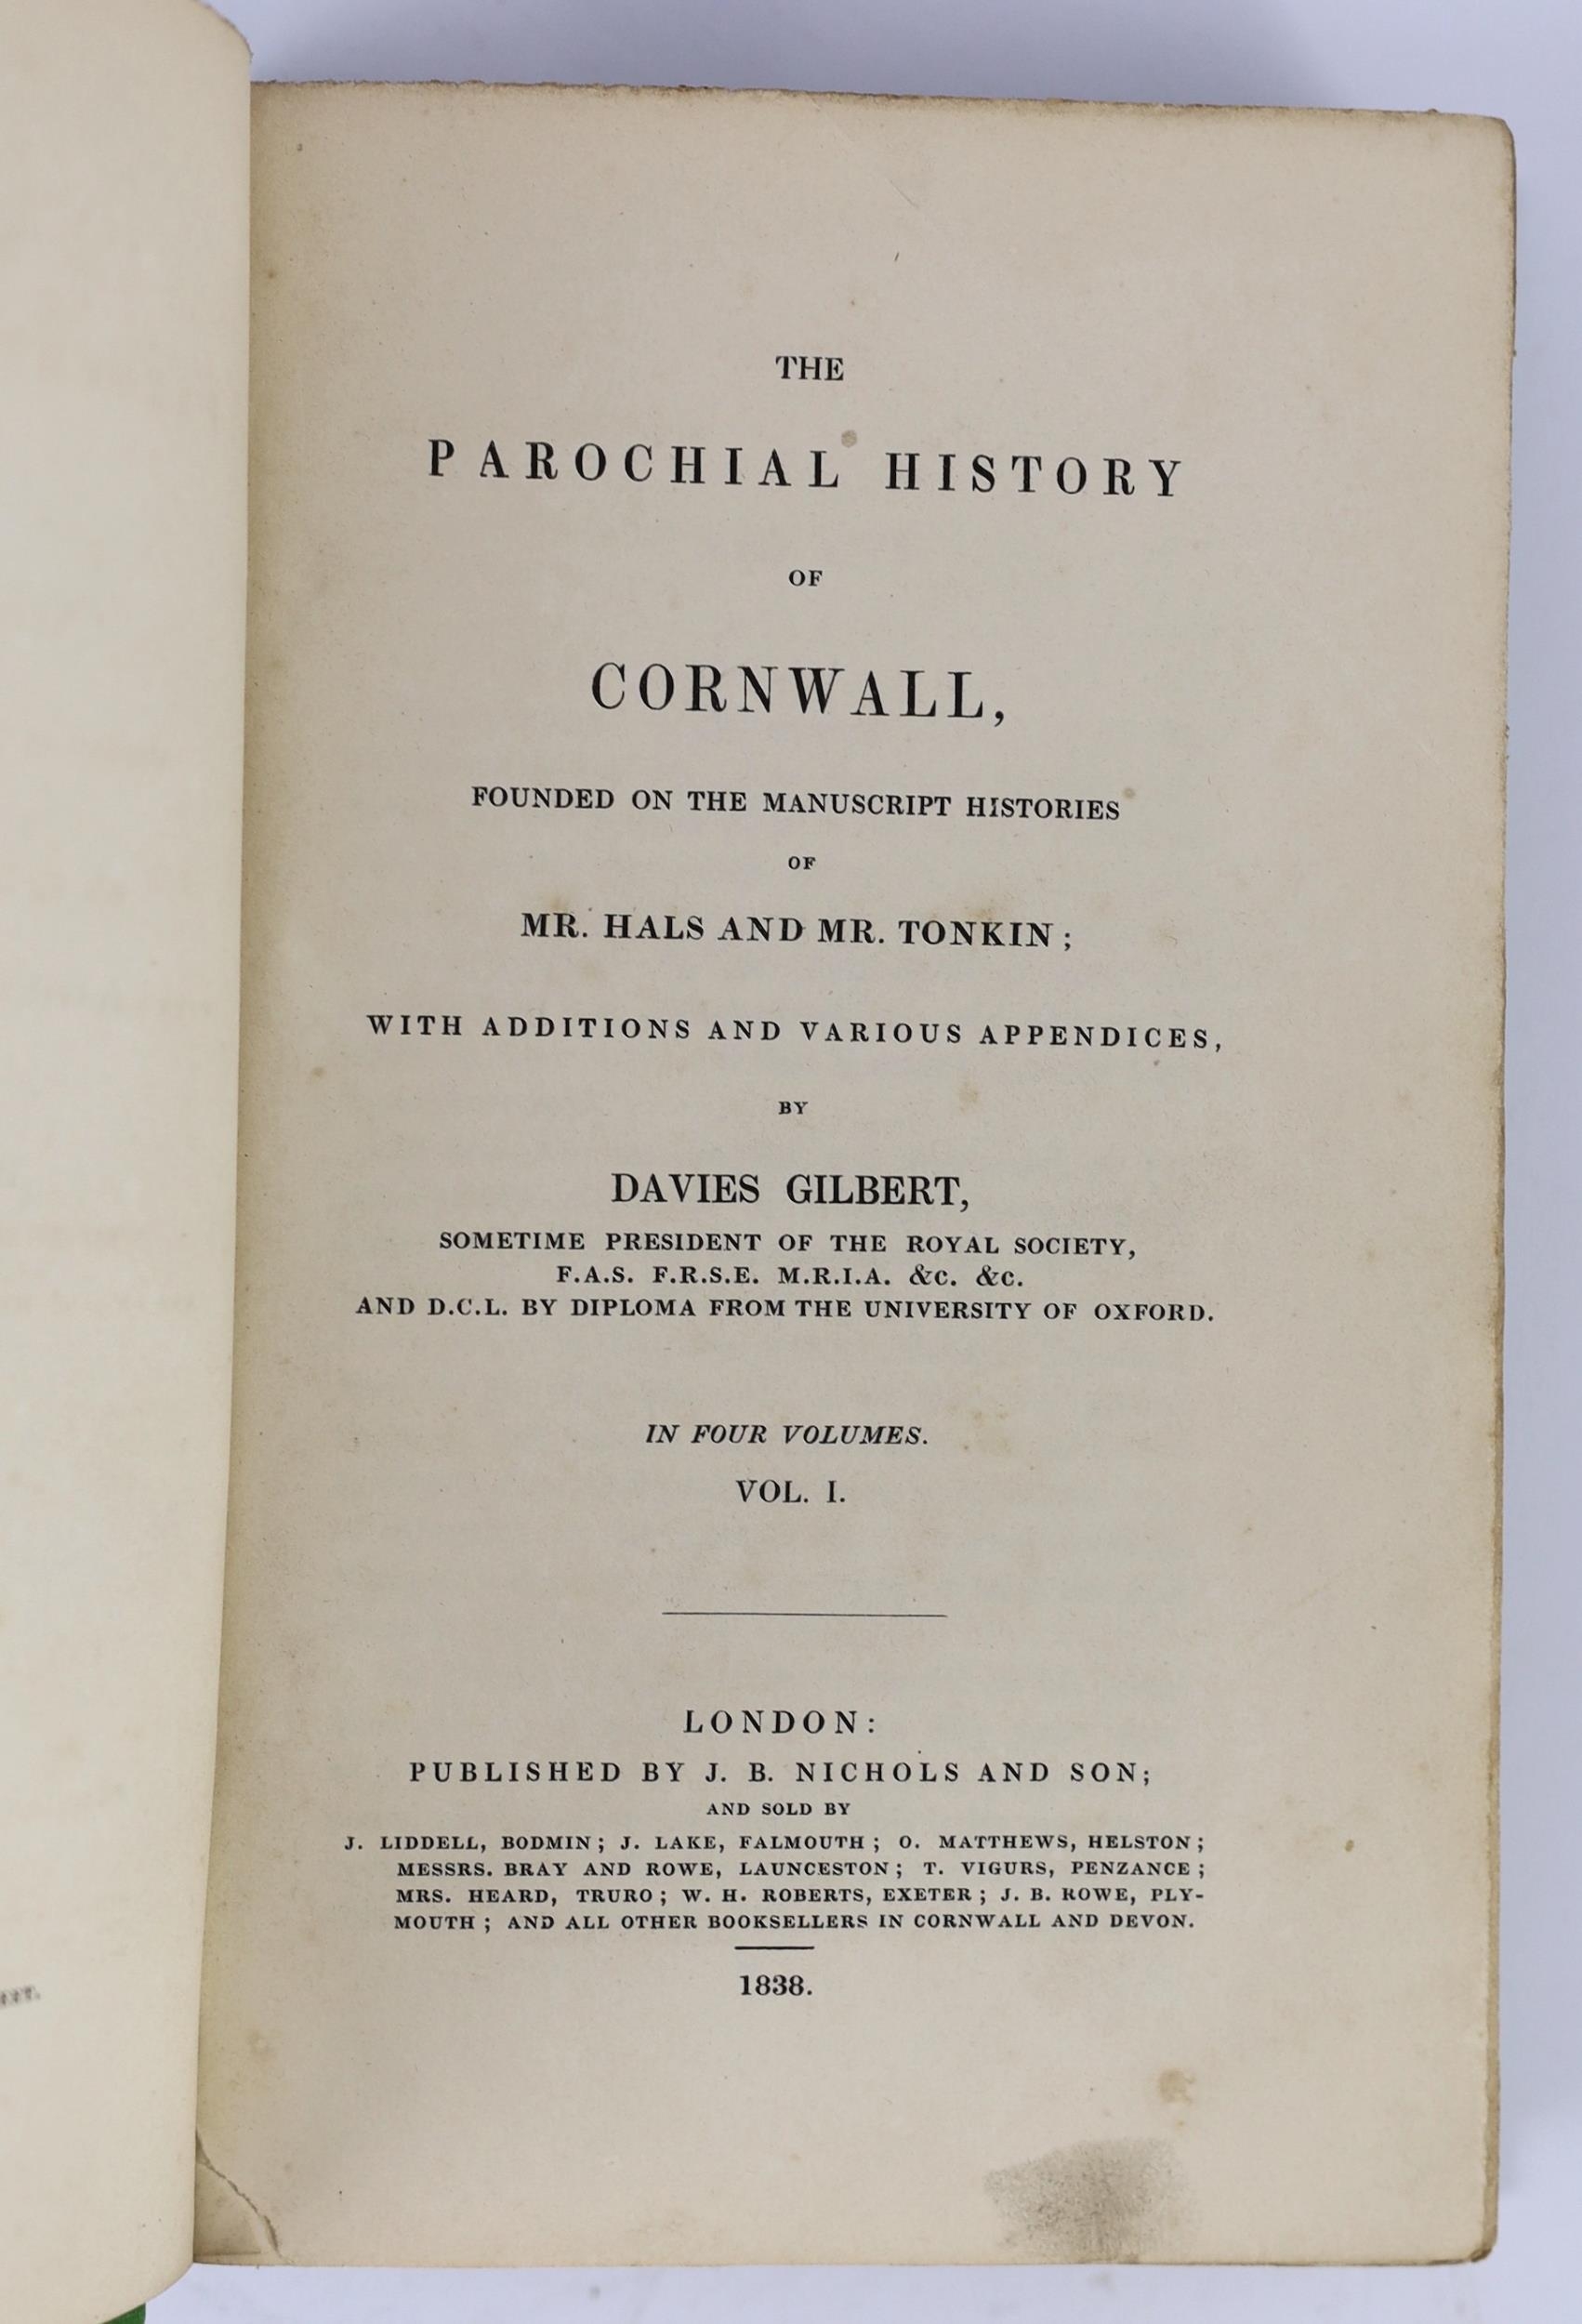 THE
PAROCHIAL HISTORY
OF
CORNWALL,
FOUNDED ON THE MANUSCRIPT HISTORIES
OF
MR. HALS AND MR. TONKIN;
WITH ADDITIONS AND VARIOUS APPENDICES,
BY
DAVIES GILBERT,
SOMETIME PRESIDENT OF THE ROYAL SOCIETY,
F.A.S. F.R.S.E. M.R.I.A. &c. &c.
AND D.C.L. BY DIPLOMA FROM THE UNIVERSITY OF OXFORD.
IN FOUR VOLUMES.
VOL. I.
LONDON:
PUBLISHED BY J. B. NICHOLS AND SON;
AND SOLD BY
J. LIDDELL, BODMIN; J. LAKE, FALMOUTH; O. MATTHEWS, HELSTON;
MESSRS. BRAY AND ROWE, LAUNCESTON; T. VIGURS, PENZANCE;
MRS. HEARD, TRURO; W. H. ROBERTS, EXETER; J. B. ROWE, PLY-
MOUTH; AND ALL OTHER BOOKSELLERS IN CORNWALL AND DEVON.
1838.